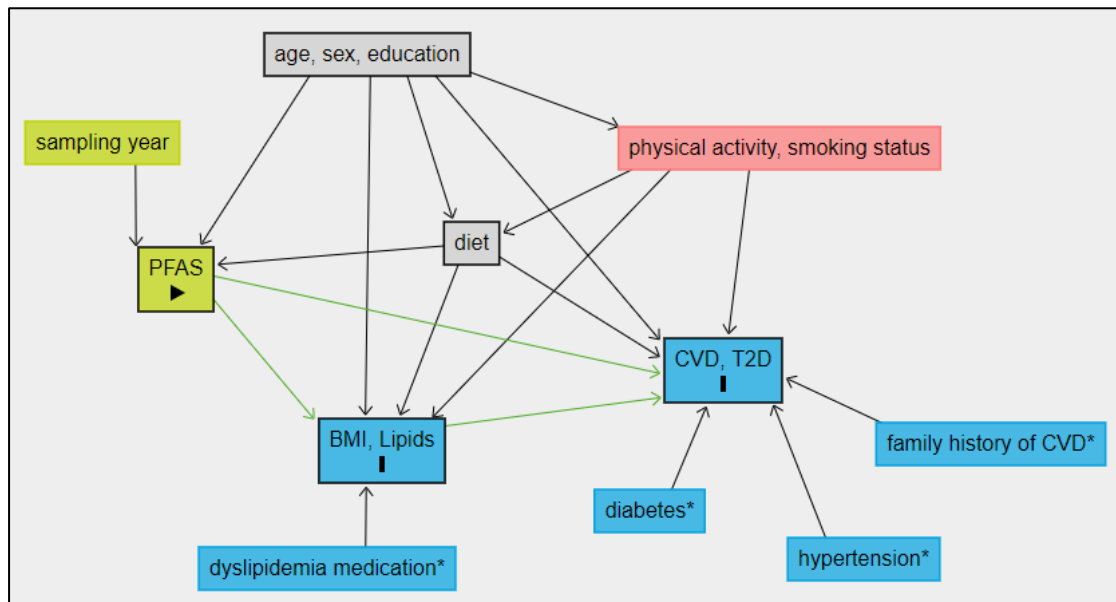 age, sex, education
sampling year
physical activity, smoking status
diet
PFAS
CVD, T2D
BMI, Lipids
family history of CVD*
diabetes*
hypertension*
dyslipidemia medication*